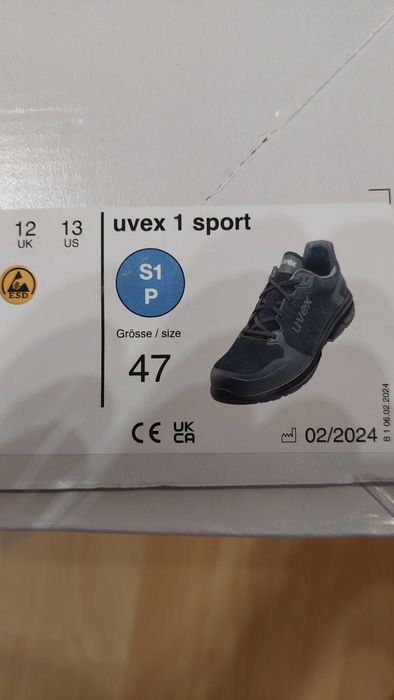 12 UK
13 US
ESD
uvex 1 sport
S1
P
Grösse / size
47
uvex
uvex
CE
UK
CA
02/2024
B 1 06.02.2024